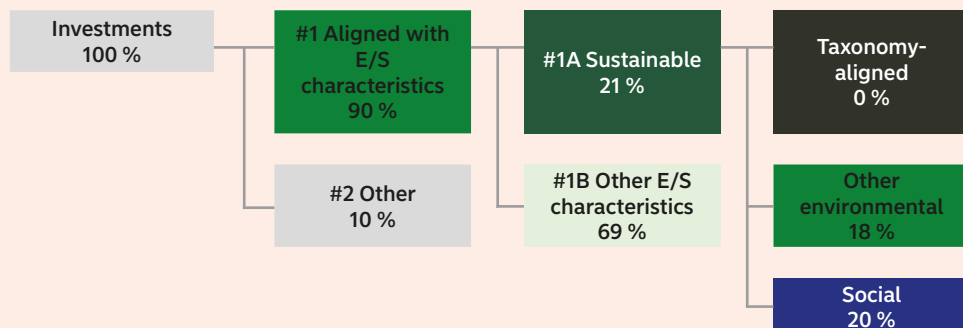 Investments
100 %
#1 Aligned with
E/S
characteristics
90 %
#2 Other
10 %
#1A Sustainable
21 %
#1B Other E/S
characteristics
69 %
Taxonomy-
aligned
0 %
Other
environmental
18 %
Social
20 %